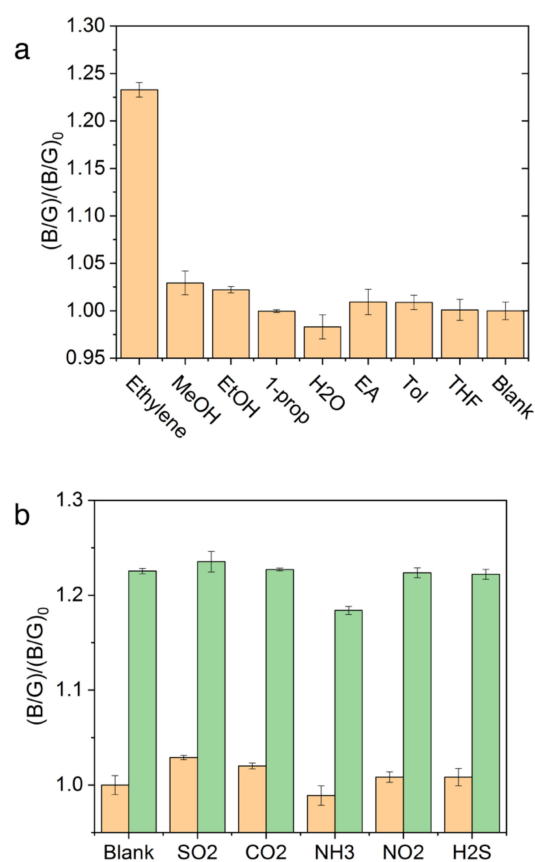 a
1.30
1.25
1.20
1.15
1.10
1.05
1.00
0.95
(B/G)/(B/G)0
Ethylene
MeOH
EtOH
1-prop
H2O
EA
Tol
THF
Blank
b
1.3
1.2
1.1
1.0
(B/G)/(B/G)0
Blank SO2 CO2 NH3 NO2 H2S